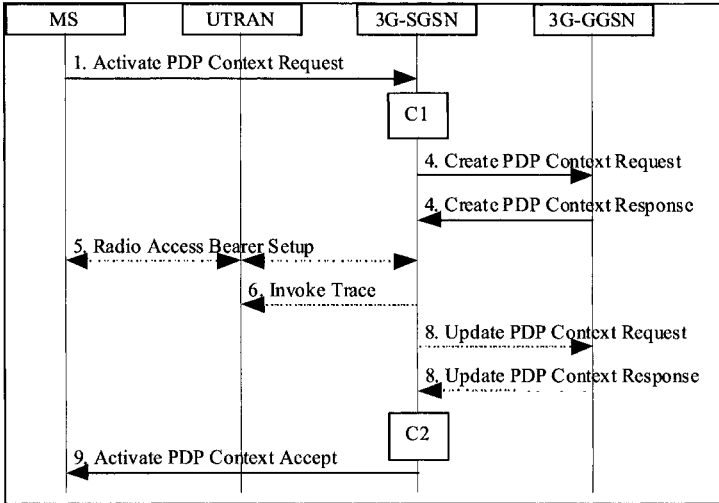 MS UTRAN 3G-SGSN 3G-GGSN
1. Activate PDP Context Request
C1
4. Create PDP Context Request
4. Create PDP Context Response
5. Radio Access Bearer Setup
6. Invoke Trace
8. Update PDP Context Request
8. Update PDP Context Response
C2
9. Activate PDP Context Accept